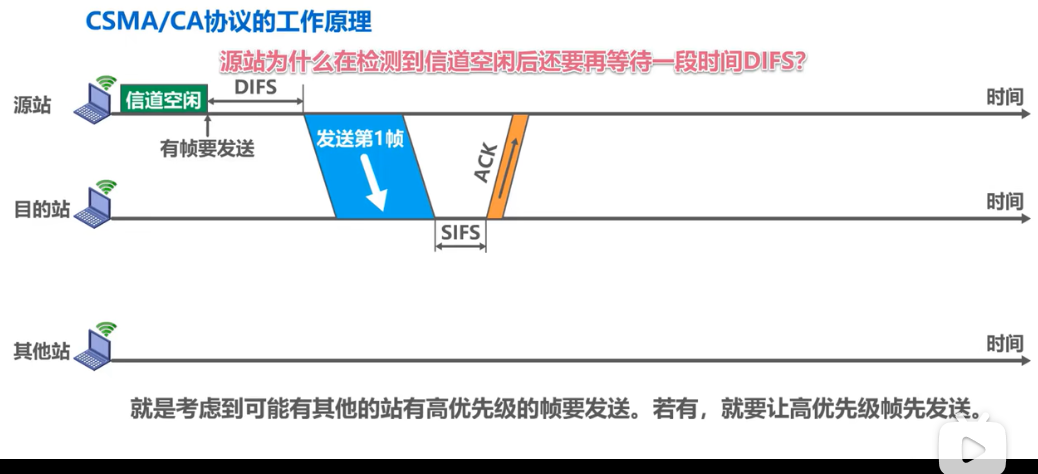 CSMA/CA协议的工作原理
源站为什么在检测到信道空闲后还要再等待一段时间DIFS?
源站
信道空闲
DIFS
时间
有帧要发送
发送第1帧
ACK
目的站
时间
SIFS
其他站
时间
就是考虑到可能有其他的站有高优先级的帧要发送。若有，就要让高优先级帧先发送。